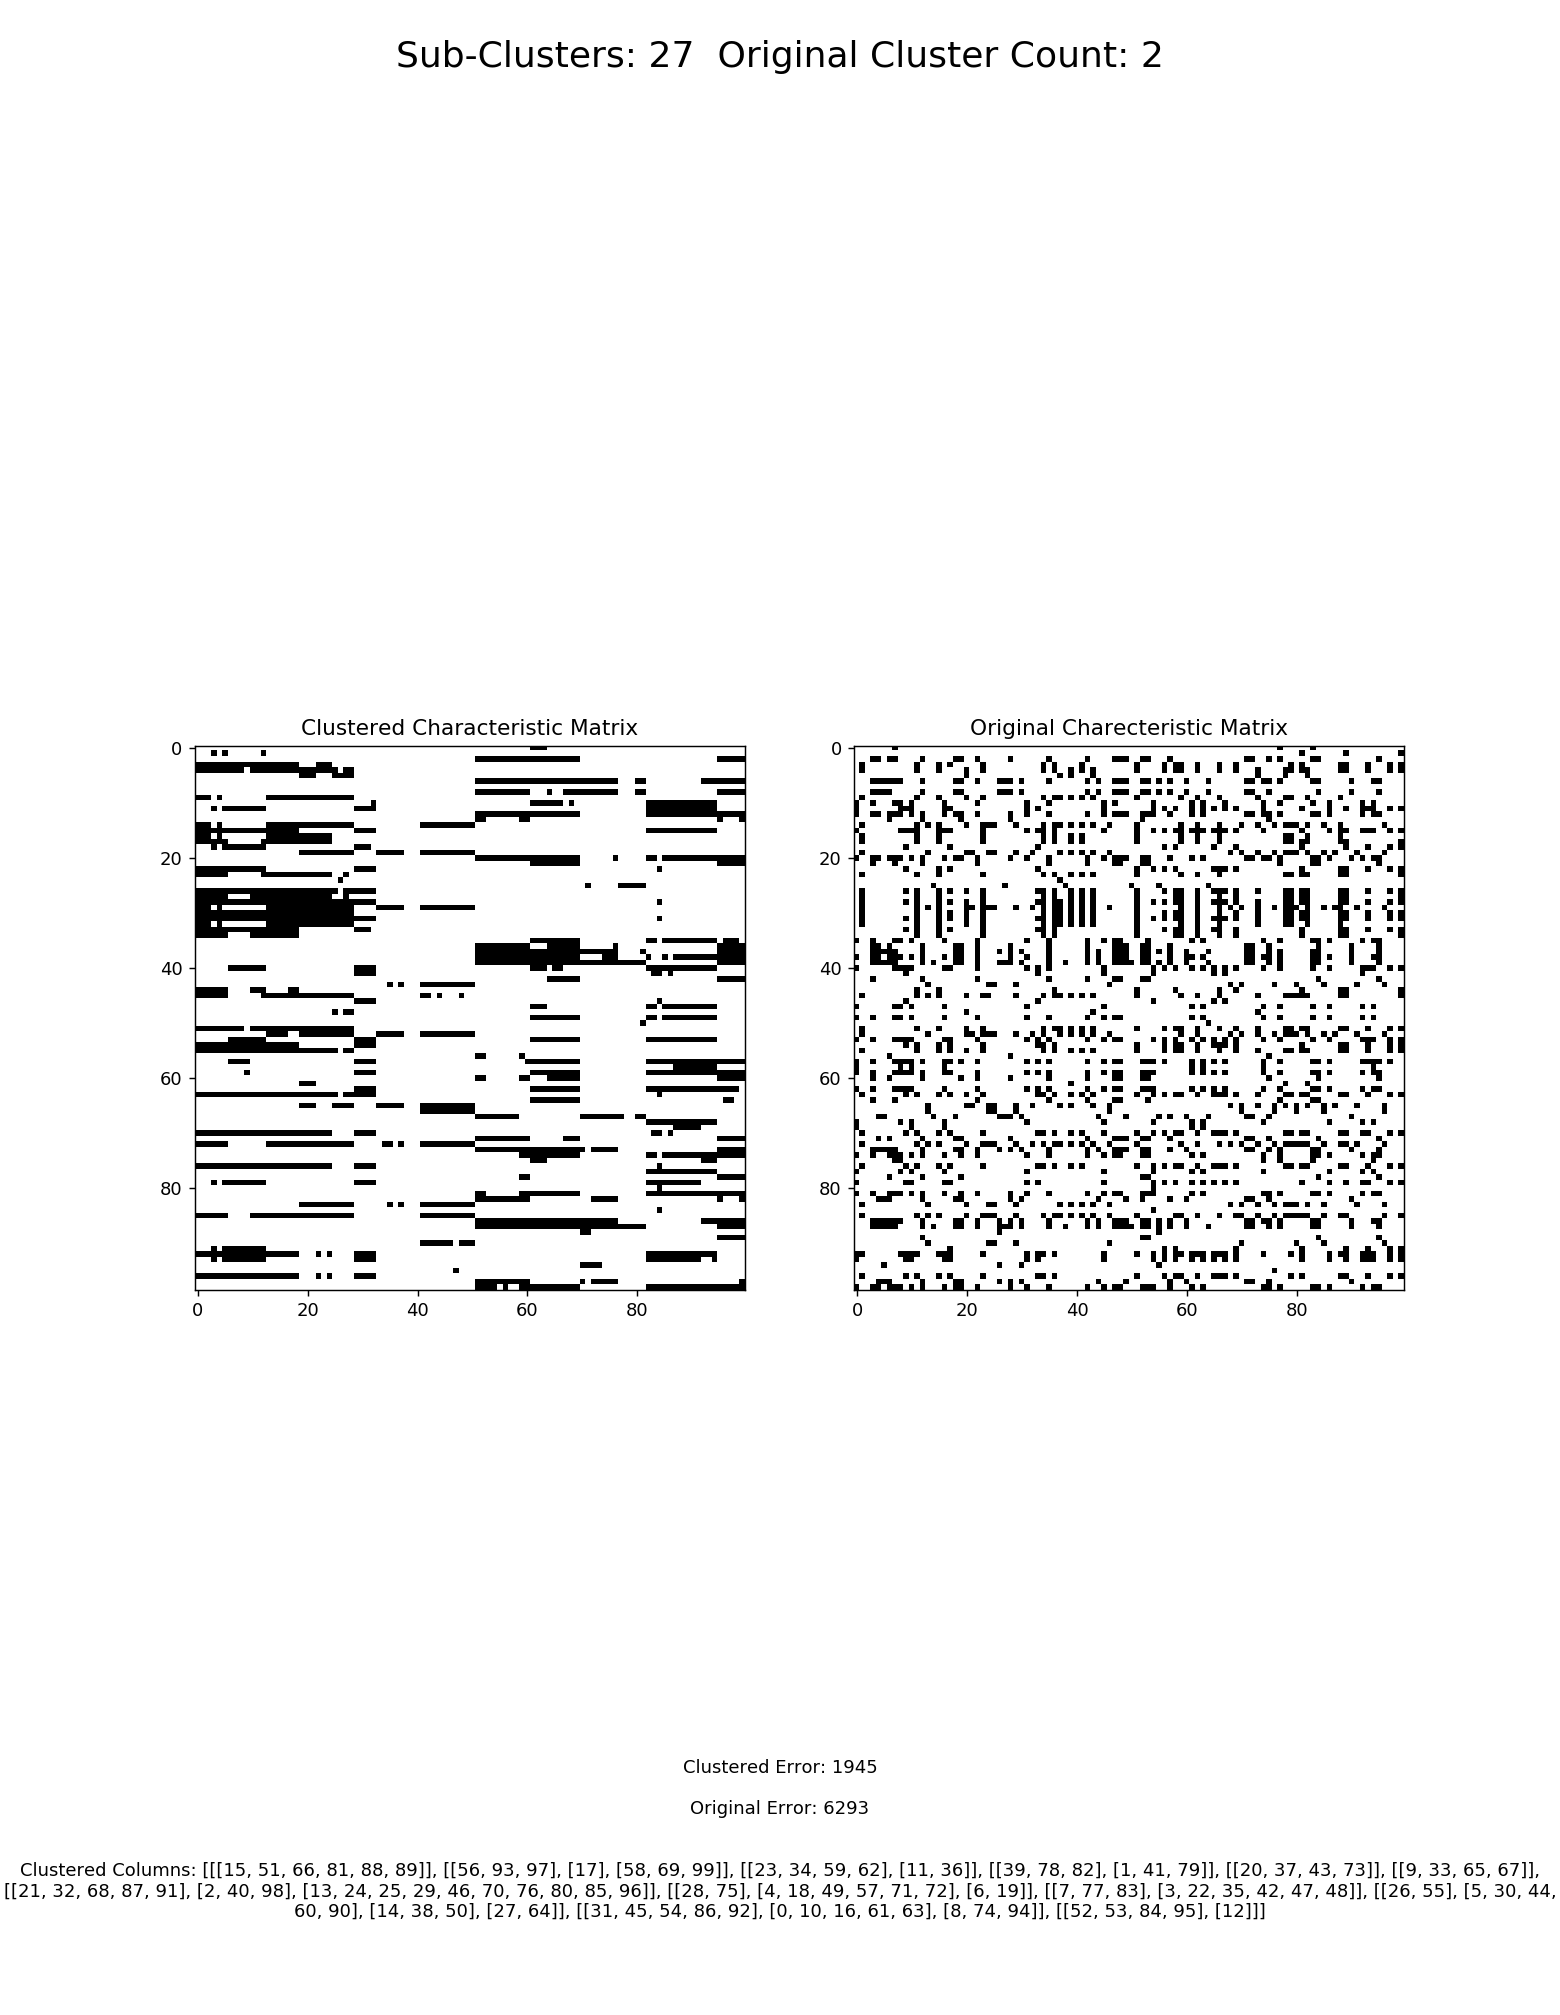 Sub-Clusters: 27  Original Cluster Count: 2
Clustered Characteristic Matrix
Original Charecteristic Matrix
0
20
40
60
80
0
20
40
60
80
0
20
40
60
80
0
20
40
60
80
Clustered Error: 1945
Original Error: 6293
Clustered Columns: [[[15, 51, 66, 81, 88, 89]], [[56, 93, 97], [17], [58, 69, 99]], [[23, 34, 59, 62], [11, 36]], [[39, 78, 82], [1, 41, 79]], [[20, 37, 43, 73]], [[9, 33, 65, 67]],
[[21, 32, 68, 87, 91], [2, 40, 98], [13, 24, 25, 29, 46, 70, 76, 80, 85, 96]], [[28, 75], [4, 18, 49, 57, 71, 72], [6, 19]], [[7, 77, 83], [3, 22, 35, 42, 47, 48]], [[26, 55], [5, 30, 44,
60, 90], [14, 38, 50], [27, 64]], [[31, 45, 54, 86, 92], [0, 10, 16, 61, 63], [8, 74, 94]], [[52, 53, 84, 95], [12]]]